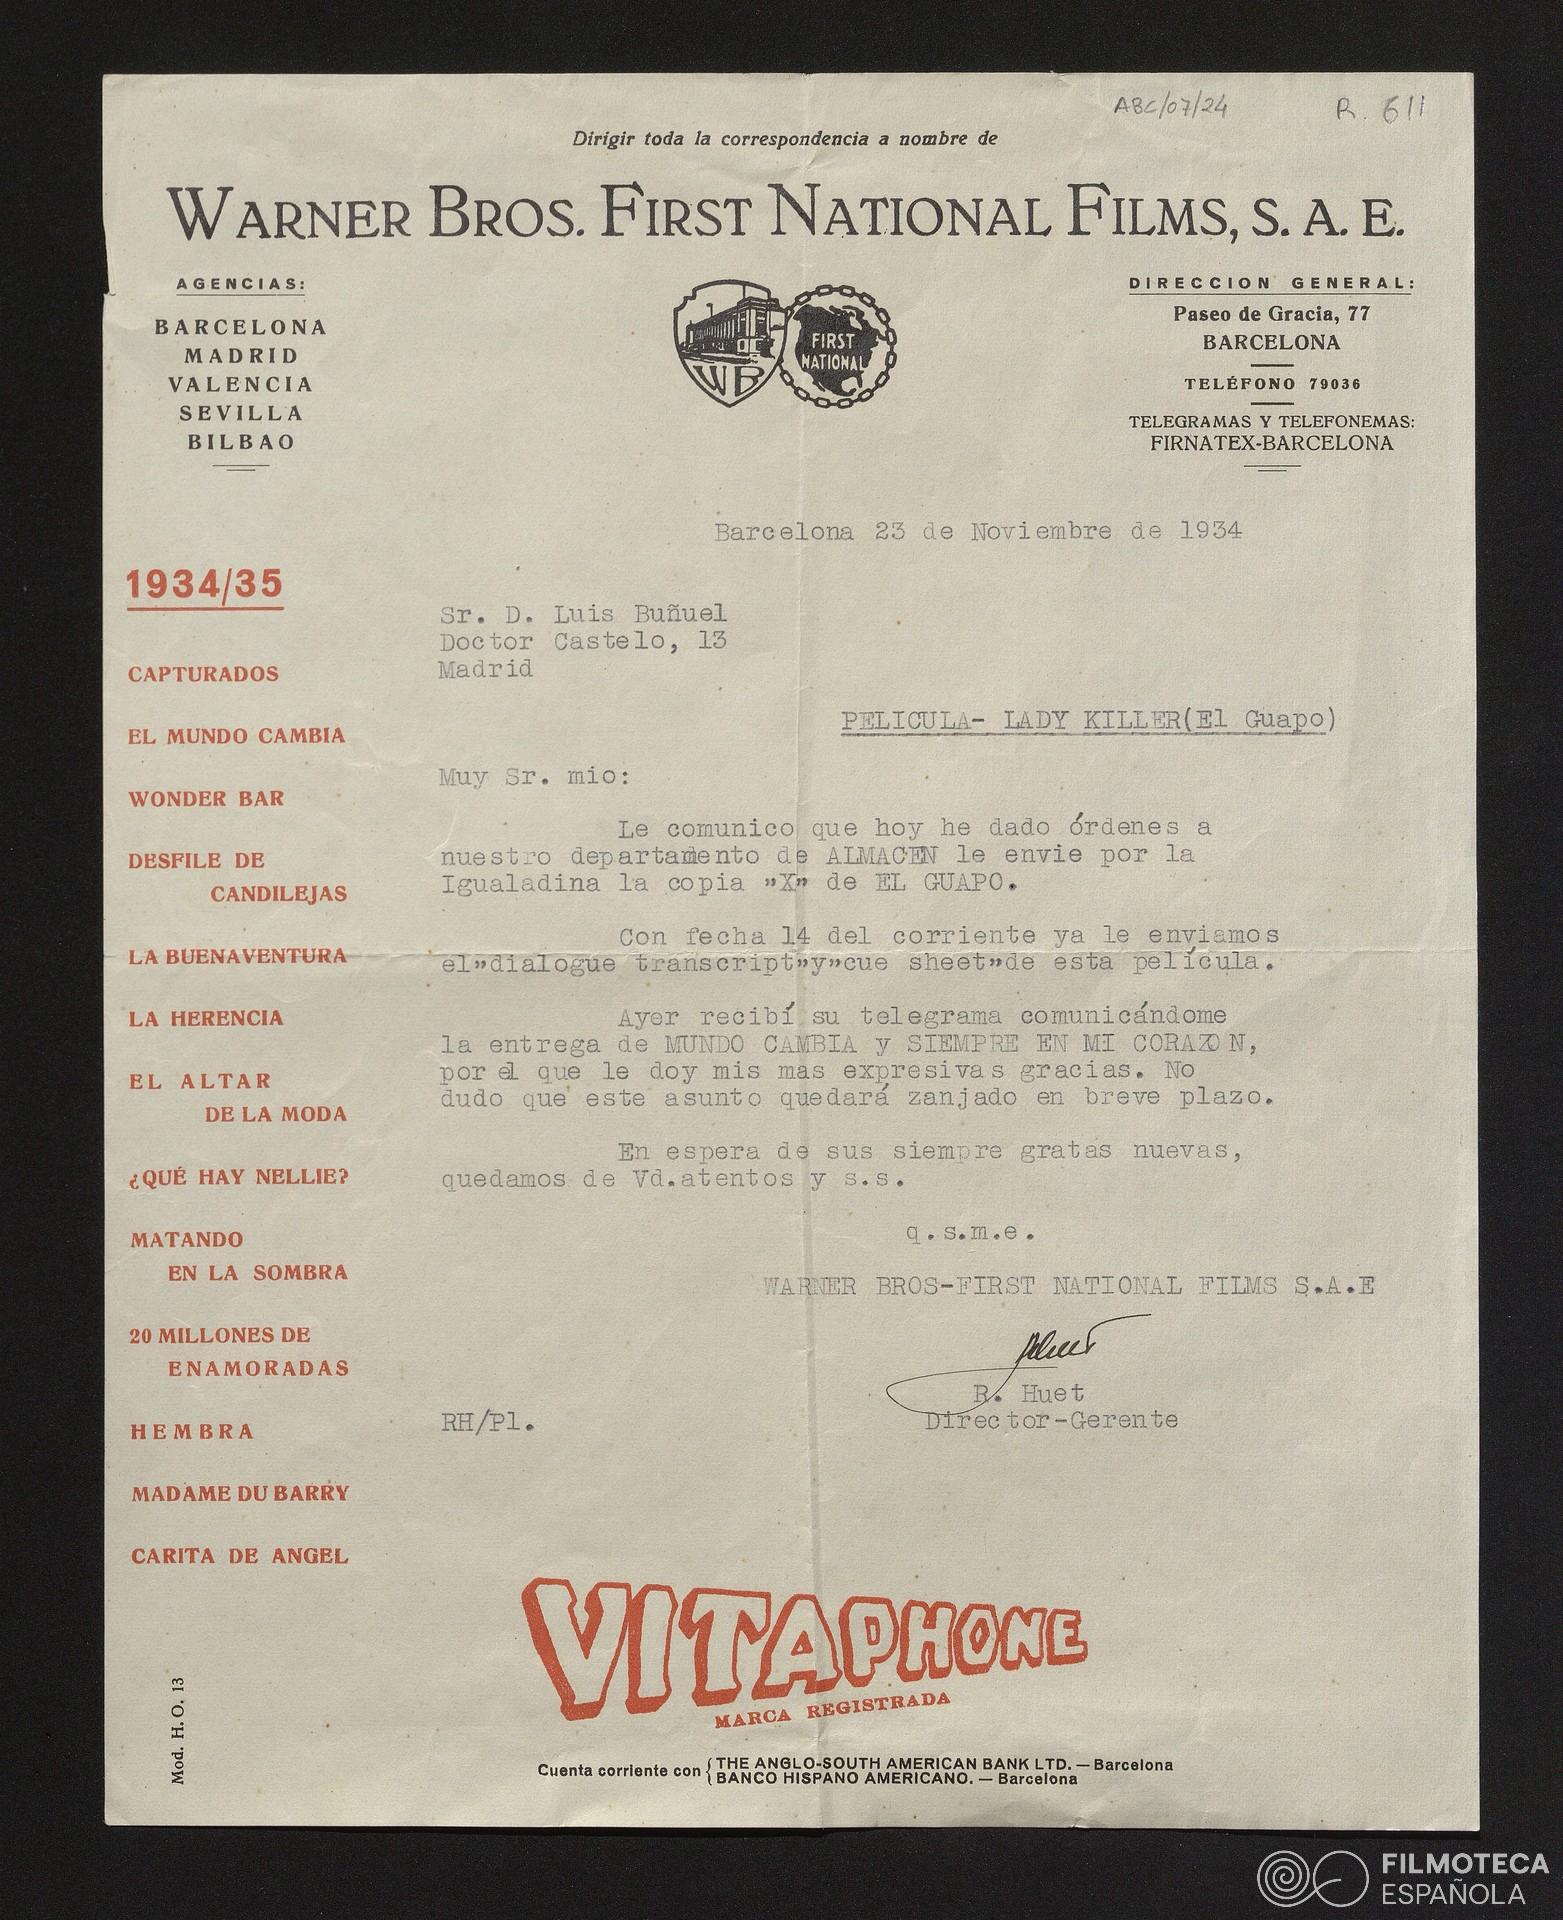 ABC/07/24 R. 611
Dirigir toda la correspondencia a nombre de
WARNER BROS. FIRST NATIONAL FILMS, S. A. E.
AGENCIAS:
BARCELONA
MADRID
VALENCIA
SEVILLA
BILBAO
WB
FIRST
NATIONAL
DIRECCION GENERAL:
Paseo de Gracia, 77
BARCELONA
TELÉFONO 79036
TELEGRAMAS Y TELEFONEMAS:
FIRNATEX-BARCELONA
Barcelona 23 de Noviembre de 1934
1934/35
CAPTURADOS
EL MUNDO CAMBIA
WONDER BAR
DESFILE DE
CANDILEJAS
LA BUENAVENTURA
LA HERENCIA
EL ALTAR
DE LA MODA
¿QUÉ HAY NELLIE?
MATANDO
EN LA SOMBRA
20 MILLONES DE
ENAMORADAS
HEMBRA
MADAME DU BARRY
CARITA DE ANGEL
Sr. D. Luis Buñuel
Doctor Castelo, 13
Madrid
PELICULA- LADY KILLER(El Guapo)
Muy Sr. mio:
Le comunico que hoy he dado órdenes a
nuestro departamento de ALMACEN le envie por la
Igualadina la copia "X" de EL GUAPO.
Con fecha 14 del corriente ya le envíamos
el"dialogue transcript"y"cue sheet"de esta película.
Ayer recibí su telegrama comunicándome
la entrega de MUNDO CAMBIA y SIEMPRE EN MI CORAZON,
por el que le doy mis mas expresivas gracias. No
dudo que este asunto quedará zanjado en breve plazo.
En espera de sus siempre gratas nuevas,
quedamos de Vd.atentos y s.s.
q.s.m.e.
WARNER BROS-FIRST NATIONAL FILMS S.A.E
R. Huet
Director-Gerente
RH/Pl.
VITAPHONE
MARCA REGISTRADA
Mod. H. O. 13
Cuenta corriente con { THE ANGLO-SOUTH AMERICAN BANK LTD. — Barcelona
BANCO HISPANO AMERICANO. — Barcelona
FILMOTECA
ESPAÑOLA